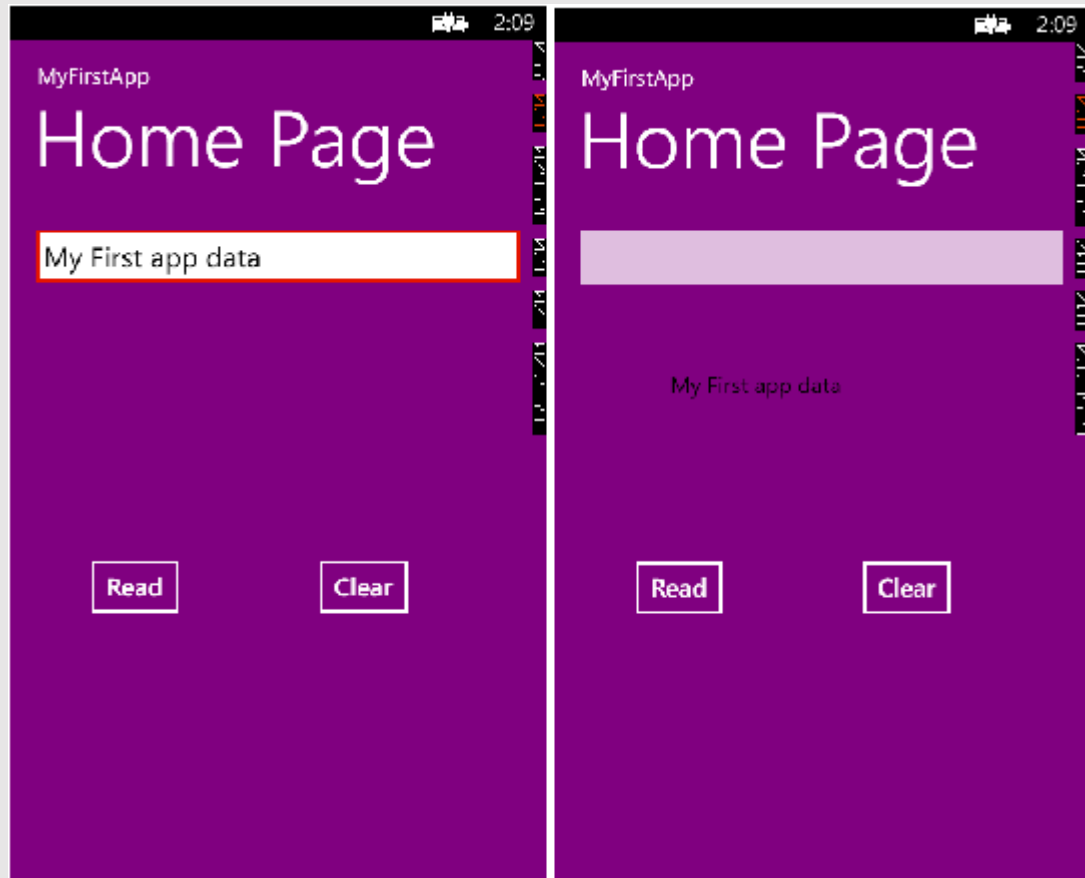 2:09
MyFirstApp
Home Page
My First app data
Read
Clear
2:09
MyFirstApp
Home Page
My First app data
Read
Clear